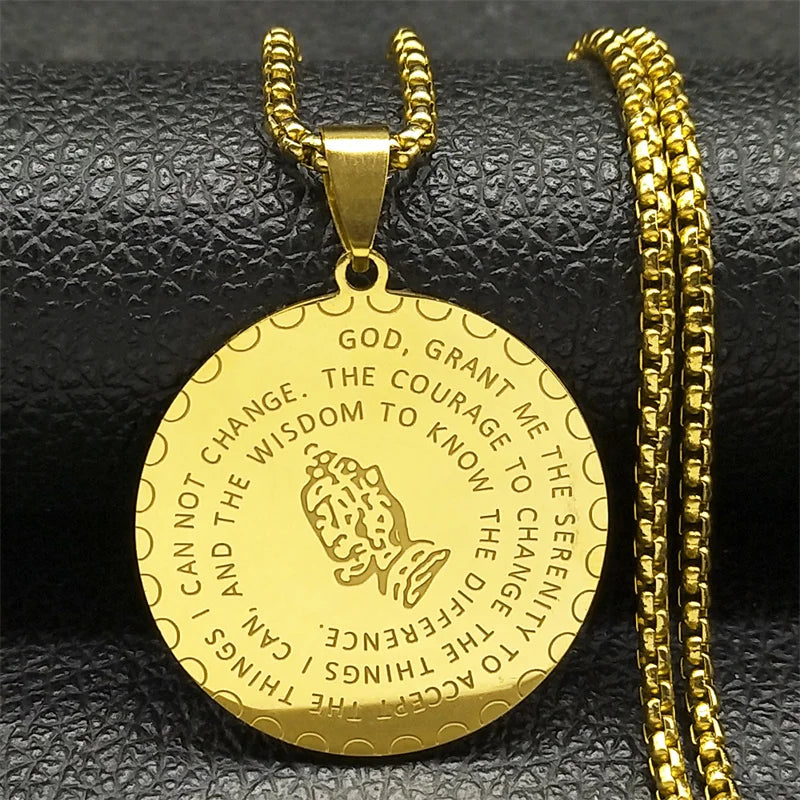 GOD, GRANT ME THE SERENITY TO ACCEPT THE THINGS I CAN NOT CHANGE. THE COURAGE TO CHANGE THE THINGS I CAN, AND THE WISDOM TO KNOW THE DIFFERENCE.